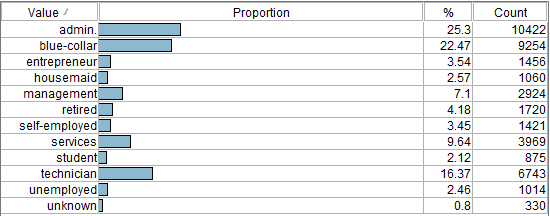 Value Proportion % Count
admin. 25.3 10422
blue-collar 22.47 9254
entrepreneur 3.54 1456
housemaid 2.57 1060
management 7.1 2924
retired 4.18 1720
self-employed 3.45 1421
services 9.64 3969
student 2.12 875
technician 16.37 6743
unemployed 2.46 1014
unknown 0.8 330